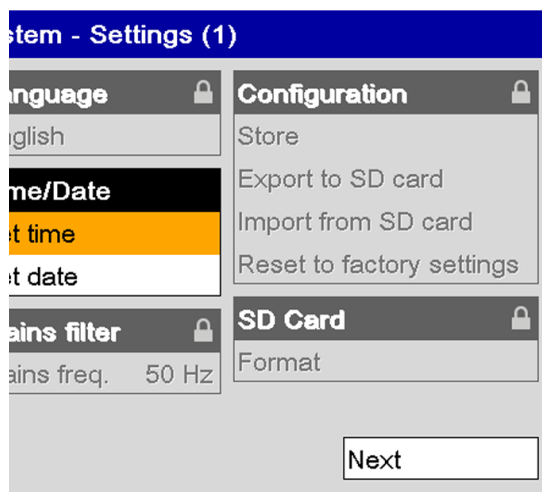 stem - Settings (1)
anguage
nglish
me/Date
et time
et date
ains filter
ains freq. 50 Hz
Configuration
Store
Export to SD card
Import from SD card
Reset to factory settings
SD Card
Format
Next